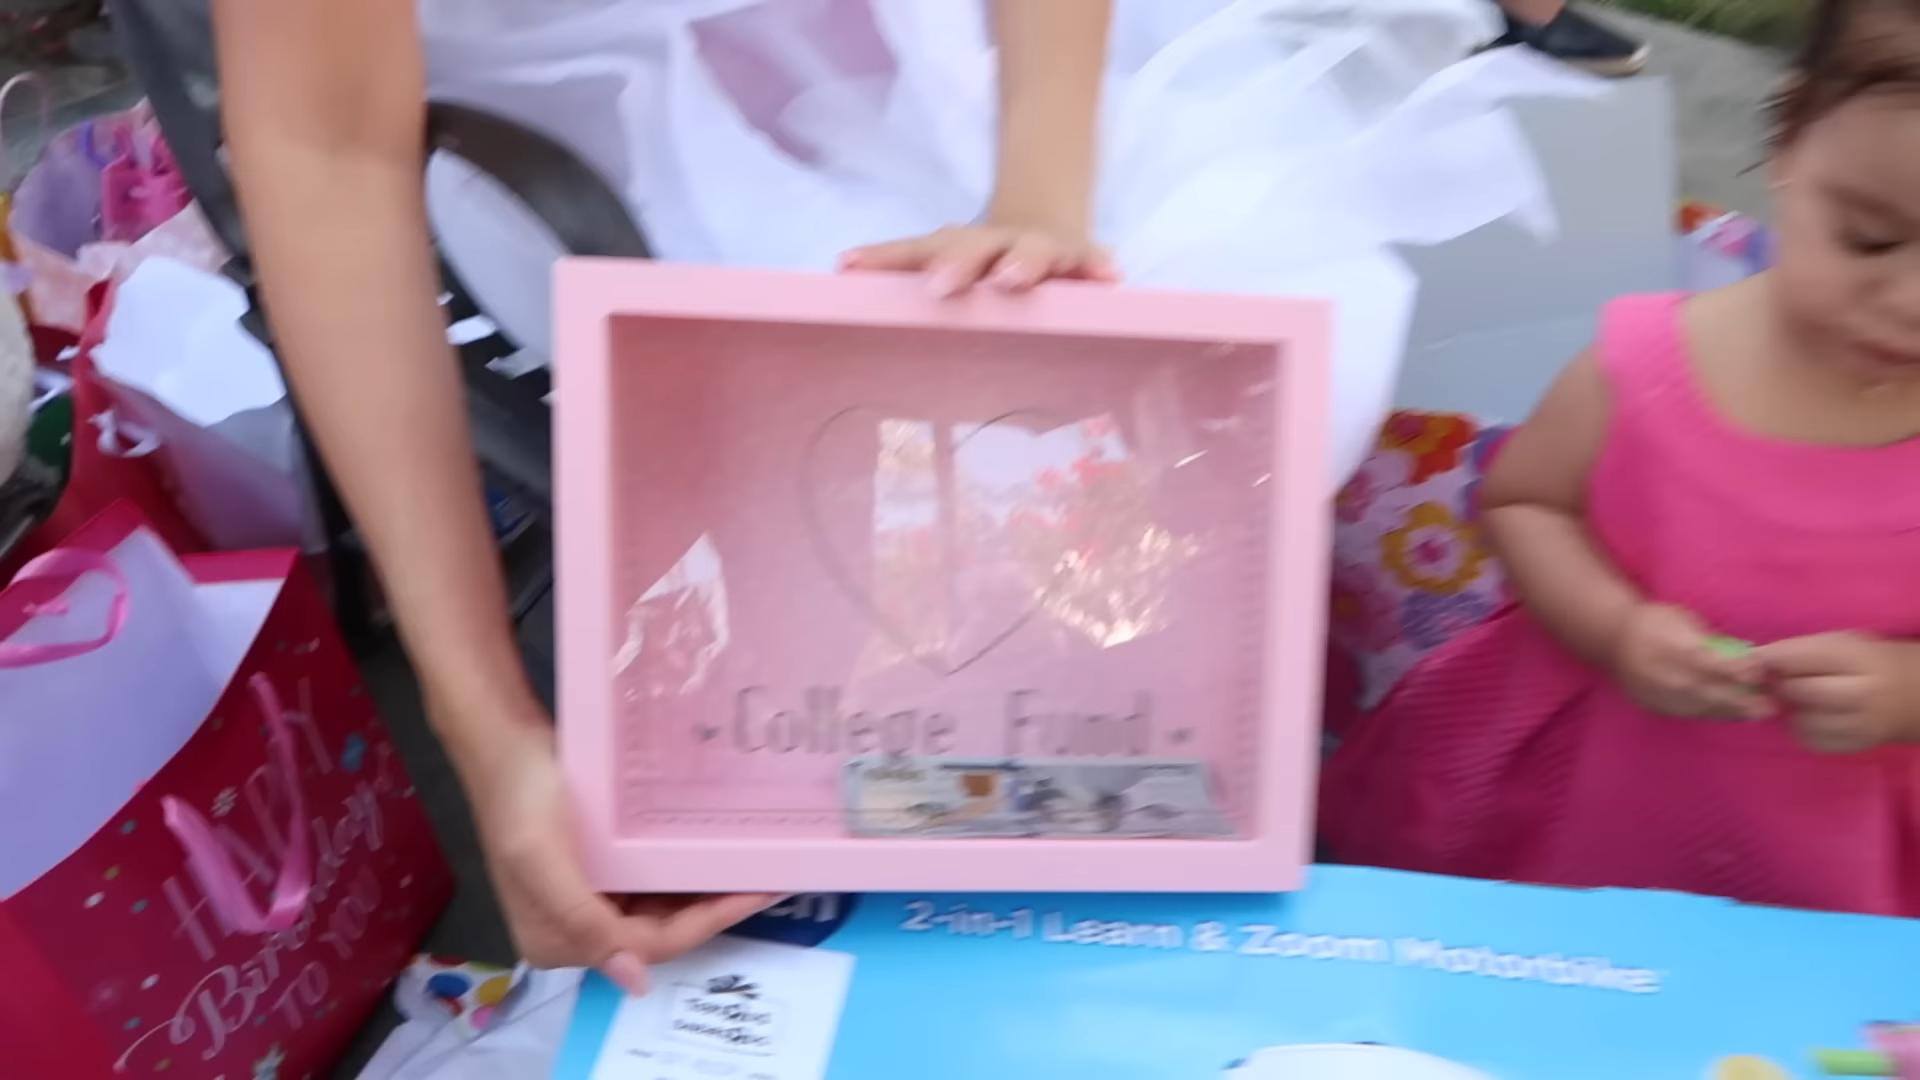 College Fund
2-in-1 Learn & Zoom Motorbike
HAPPY
Birthday
TO YOU